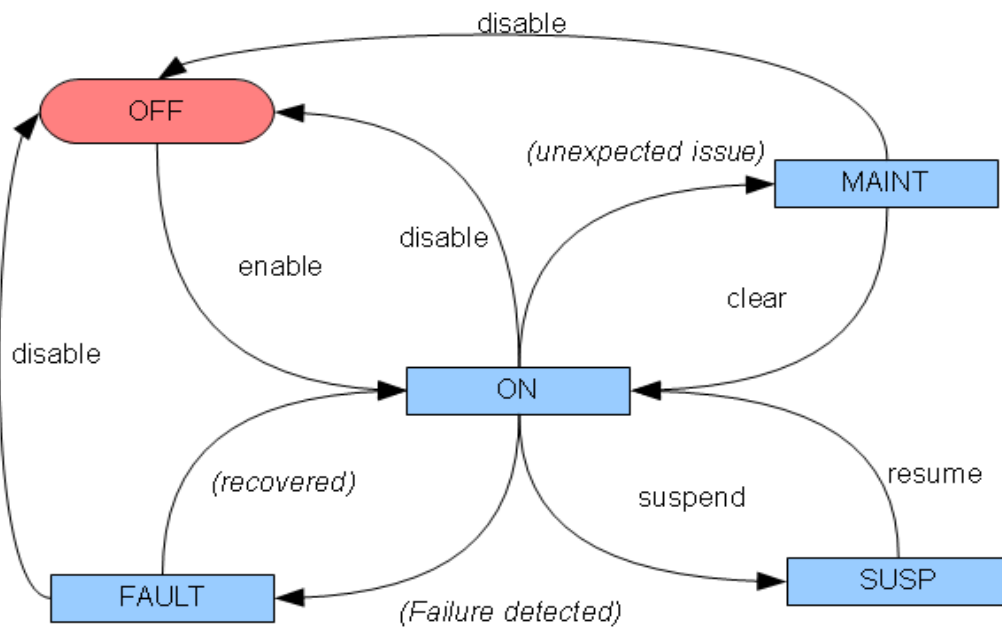 disable
OFF
(unexpected issue)
MAINT
disable
enable
clear
disable
ON
(recovered)
resume
suspend
FAULT
SUSP
(Failure detected)